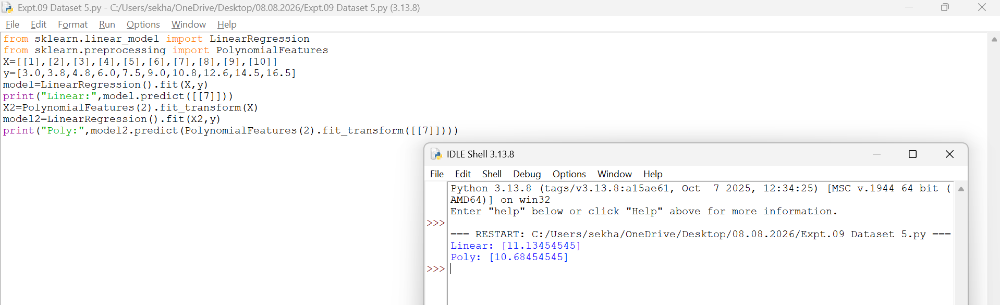 Expt.09 Dataset 5.py - C:/Users/sekha/OneDrive/Desktop/08.08.2026/Expt.09 Dataset 5.py (3.13.8)
File Edit Format Run Options Window Help
from sklearn.linear_model import LinearRegression
from sklearn.preprocessing import PolynomialFeatures
X=[[1],[2],[3],[4],[5],[6],[7],[8],[9],[10]]
y=[3.0,3.8,4.8,6.0,7.5,9.0,10.8,12.6,14.5,16.5]
model=LinearRegression().fit(X,y)
print("Linear:",model.predict([[7]]))
X2=PolynomialFeatures(2).fit_transform(X)
model2=LinearRegression().fit(X2,y)
print("Poly:",model2.predict(PolynomialFeatures(2).fit_transform([[7]])))
IDLE Shell 3.13.8
File Edit Shell Debug Options Window Help
Python 3.13.8 (tags/v3.13.8:a15ae61, Oct  7 2025, 12:34:25) [MSC v.1944 64 bit (
AMD64)] on win32
Enter "help" below or click "Help" above for more information.
>>>
=== RESTART: C:/Users/sekha/OneDrive/Desktop/08.08.2026/Expt.09 Dataset 5.py ===
Linear: [11.13454545]
Poly: [10.68454545]
>>>